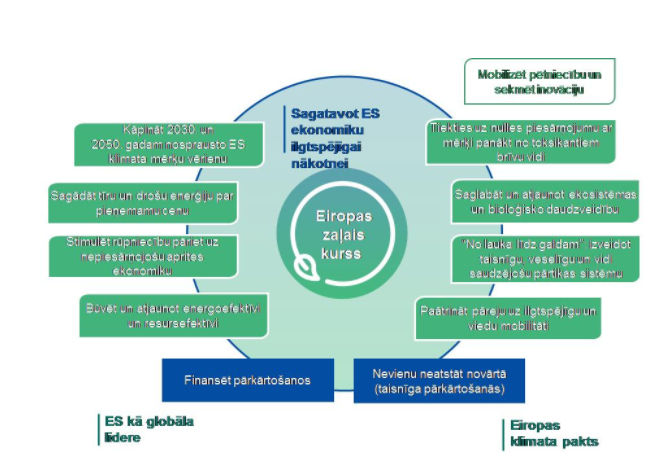 Mobilizēt pētniecību un
sekmēt inovāciju
Sagatavot ES
ekonomiku
ilgtspējīgai
nākotnei
Kāpināt 2030. un
2050. gadam nosprausto ES
klimata mērķu vērienu
Tiekties uz nulles piesārņojumu ar
mērķi panākt no toksikantiem
brīvu vidi
Sagādāt tīru un drošu enerģiju par
pieņemamu cenu
Saglabāt un atjaunot ekosistēmas
un bioloģisko daudzveidību
Eiropas
zaļais
kurss
Stimulēt rūpniecību pāriet uz
nepiesārņojošu aprites
ekonomiku
"No lauka līdz galdam": izveidot
taisnīgu, veselīgu un vidi
saudzējošu pārtikas sistēmu
Būvēt un atjaunot energoefektīvi
un resursefektīvi
Paātrināt pāreju uz ilgtspējīgu un
viedu mobilitāti
Finansēt pārkārtošanos
Nevienu neatstāt novārtā
(taisnīga pārkārtošanās)
ES kā globāla
līdere
Eiropas
klimata pakts